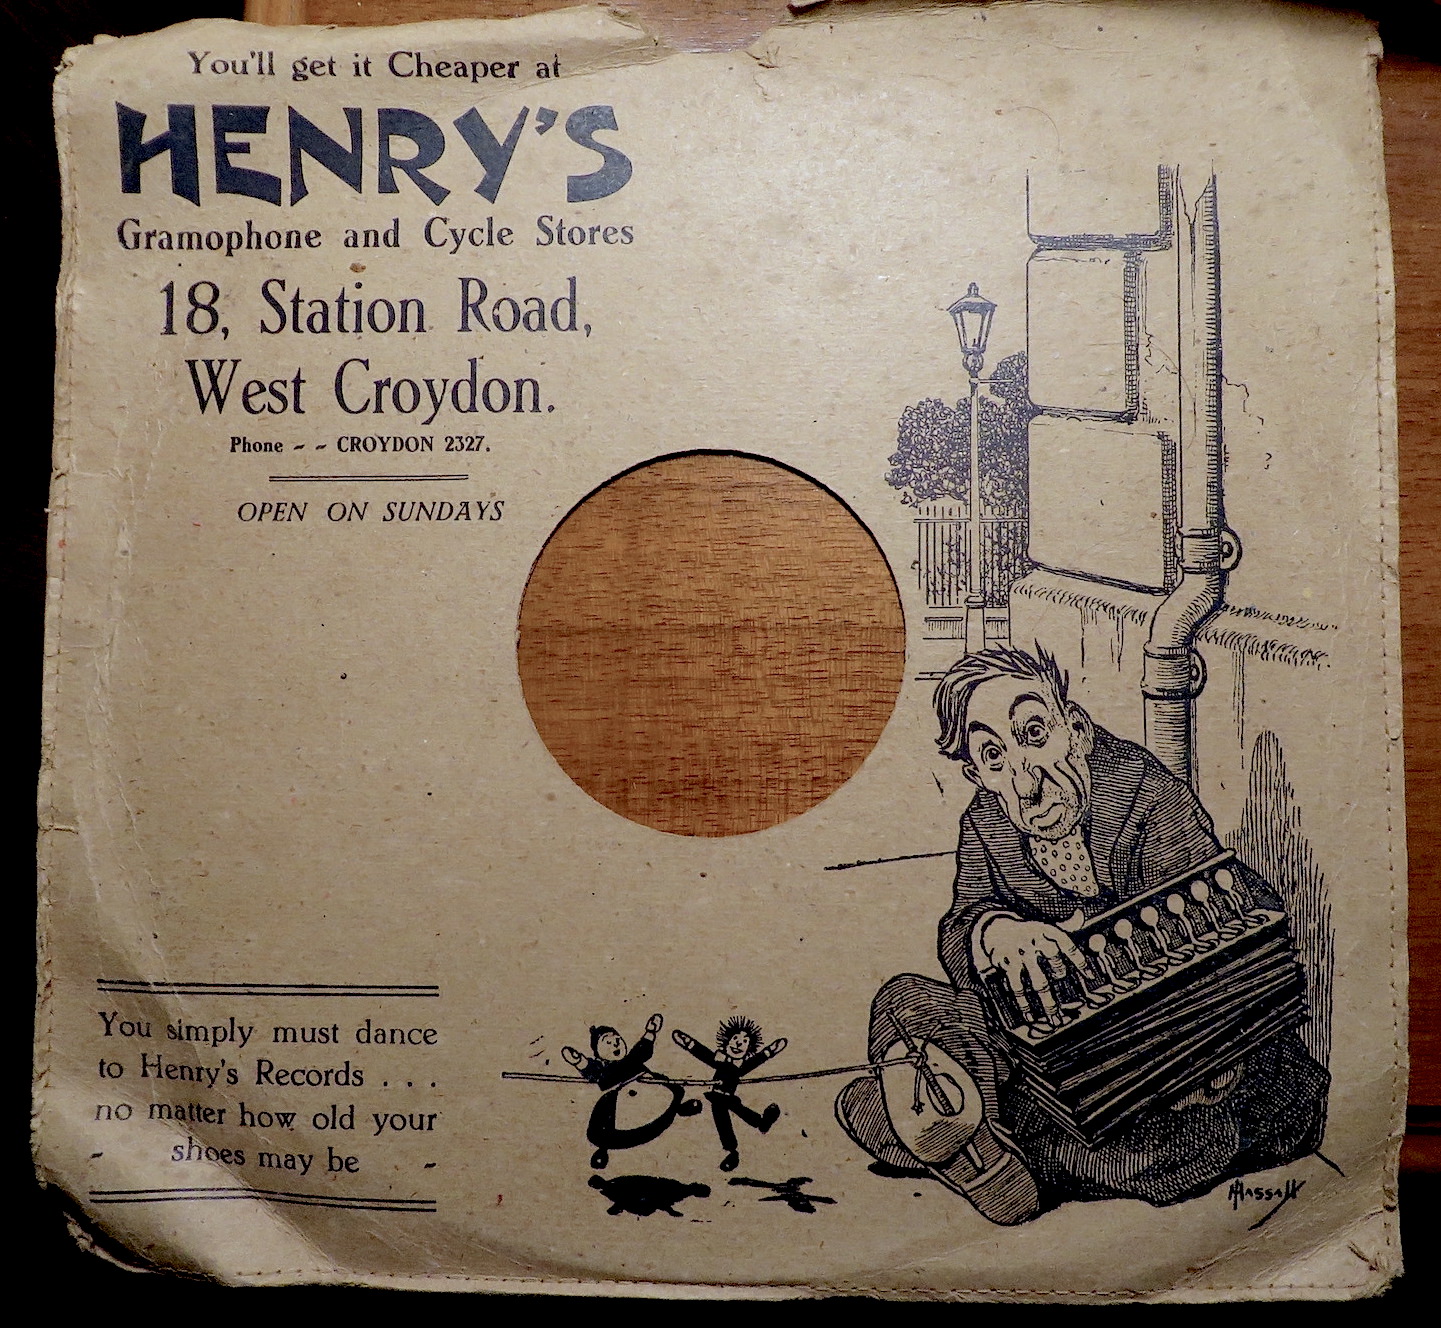 You'll get it Cheaper at
HENRY'S
Gramophone and Cycle Stores
18, Station Road,
West Croydon.
Phone - - CROYDON 2327.
OPEN ON SUNDAYS
You simply must dance
to Henry's Records . . .
no matter how old your
- shoes may be -
Hassall